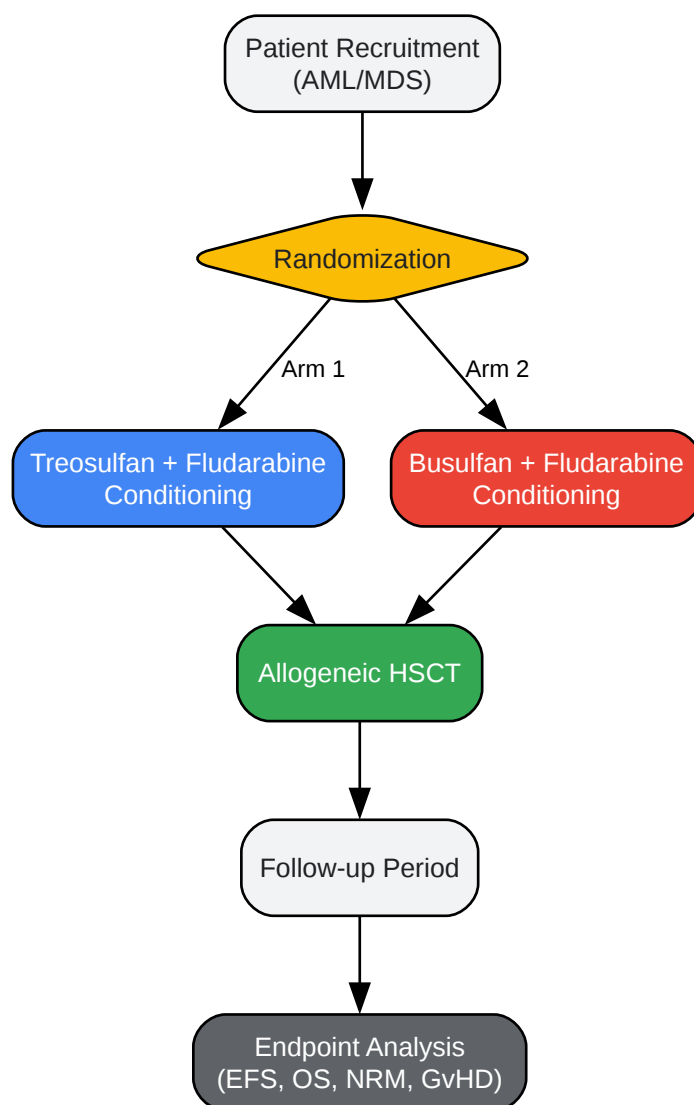 Patient Recruitment
(AML/MDS)
Randomization
Arm 1
Arm 2
Treosulfan + Fludarabine
Conditioning
Busulfan + Fludarabine
Conditioning
Allogeneic HSCT
Follow-up Period
Endpoint Analysis
(EFS, OS, NRM, GvHD)